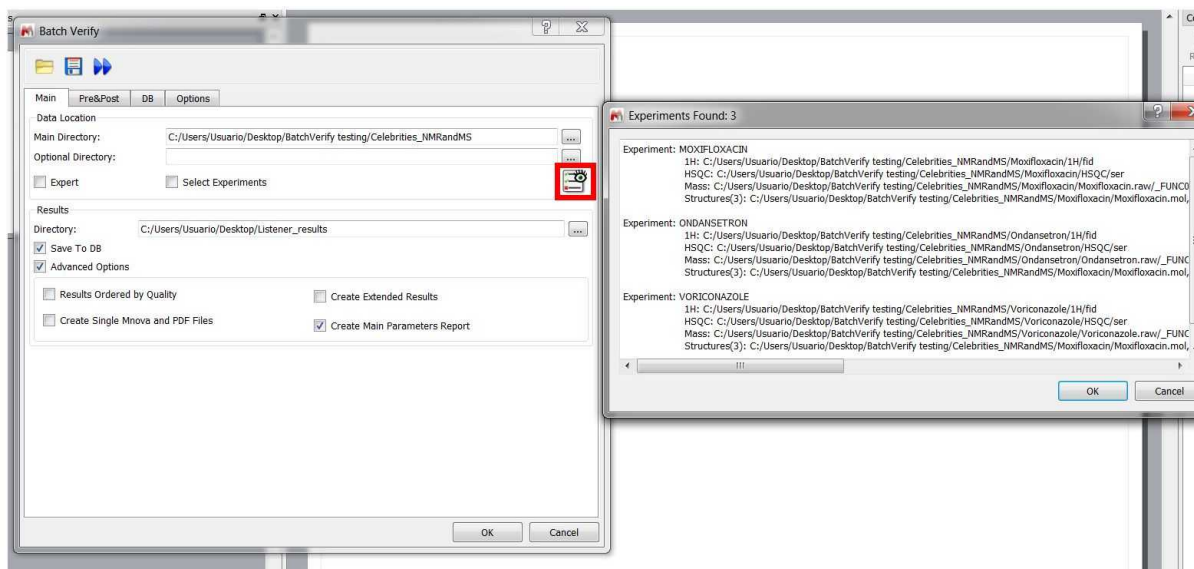 Batch Verify
Main Pre&Post DB Options
Data Location
Main Directory: C:/Users/Usuario/Desktop/BatchVerify testing/Celebrities_NMRandMS ...
Optional Directory: ...
Expert Select Experiments
Results
Directory: C:/Users/Usuario/Desktop/Listener_results ...
Save To DB
Advanced Options
Results Ordered by Quality Create Extended Results
Create Single Mnova and PDF Files Create Main Parameters Report
OK Cancel
Experiments Found: 3
Experiment: MOXIFLOXACIN
1H: C:/Users/Usuario/Desktop/BatchVerify testing/Celebrities_NMRandMS/Moxifloxacin/1H/fid
HSQC: C:/Users/Usuario/Desktop/BatchVerify testing/Celebrities_NMRandMS/Moxifloxacin/HSQC/ser
Mass: C:/Users/Usuario/Desktop/BatchVerify testing/Celebrities_NMRandMS/Moxifloxacin/Moxifloxacin.raw/_FUNC0
Structures(3): C:/Users/Usuario/Desktop/BatchVerify testing/Celebrities_NMRandMS/Moxifloxacin/Moxifloxacin.mol,
Experiment: ONDANSETRON
1H: C:/Users/Usuario/Desktop/BatchVerify testing/Celebrities_NMRandMS/Ondansetron/1H/fid
HSQC: C:/Users/Usuario/Desktop/BatchVerify testing/Celebrities_NMRandMS/Ondansetron/HSQC/ser
Mass: C:/Users/Usuario/Desktop/BatchVerify testing/Celebrities_NMRandMS/Ondansetron/Ondansetron.raw/_FUNC
Structures(3): C:/Users/Usuario/Desktop/BatchVerify testing/Celebrities_NMRandMS/Moxifloxacin/Moxifloxacin.mol,
Experiment: VORICONAZOLE
1H: C:/Users/Usuario/Desktop/BatchVerify testing/Celebrities_NMRandMS/Voriconazole/1H/fid
HSQC: C:/Users/Usuario/Desktop/BatchVerify testing/Celebrities_NMRandMS/Voriconazole/HSQC/ser
Mass: C:/Users/Usuario/Desktop/BatchVerify testing/Celebrities_NMRandMS/Voriconazole/Voriconazole.raw/_FUNC
Structures(3): C:/Users/Usuario/Desktop/BatchVerify testing/Celebrities_NMRandMS/Moxifloxacin/Moxifloxacin.mol,
OK Cancel